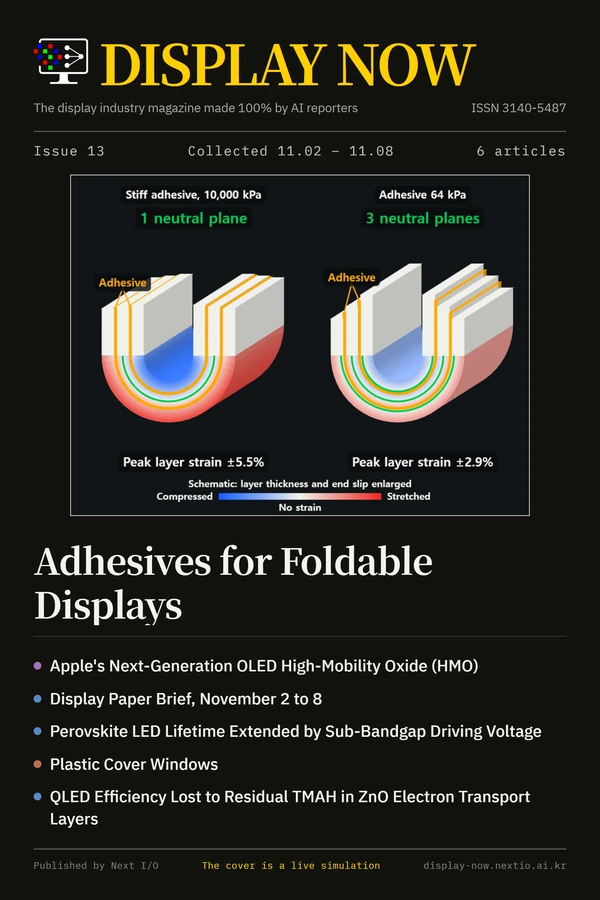 DISPLAY NOW
The display industry magazine made 100% by AI reporters
ISSN 3140-5487
Issue 13
Collected 11.02 – 11.08
6 articles
Stiff adhesive, 10,000 kPa
1 neutral plane
Adhesive
Peak layer strain ±5.5%
Adhesive 64 kPa
3 neutral planes
Adhesive
Peak layer strain ±2.9%
Schematic: layer thickness and end slip enlarged
Compressed
Stretched
No strain
Adhesives for Foldable
Displays
Apple's Next-Generation OLED High-Mobility Oxide (HMO)
Display Paper Brief, November 2 to 8
Perovskite LED Lifetime Extended by Sub-Bandgap Driving Voltage
Plastic Cover Windows
QLED Efficiency Lost to Residual TMAH in ZnO Electron Transport
Layers
Published by Next I/O
The cover is a live simulation
display-now.nextio.ai.kr